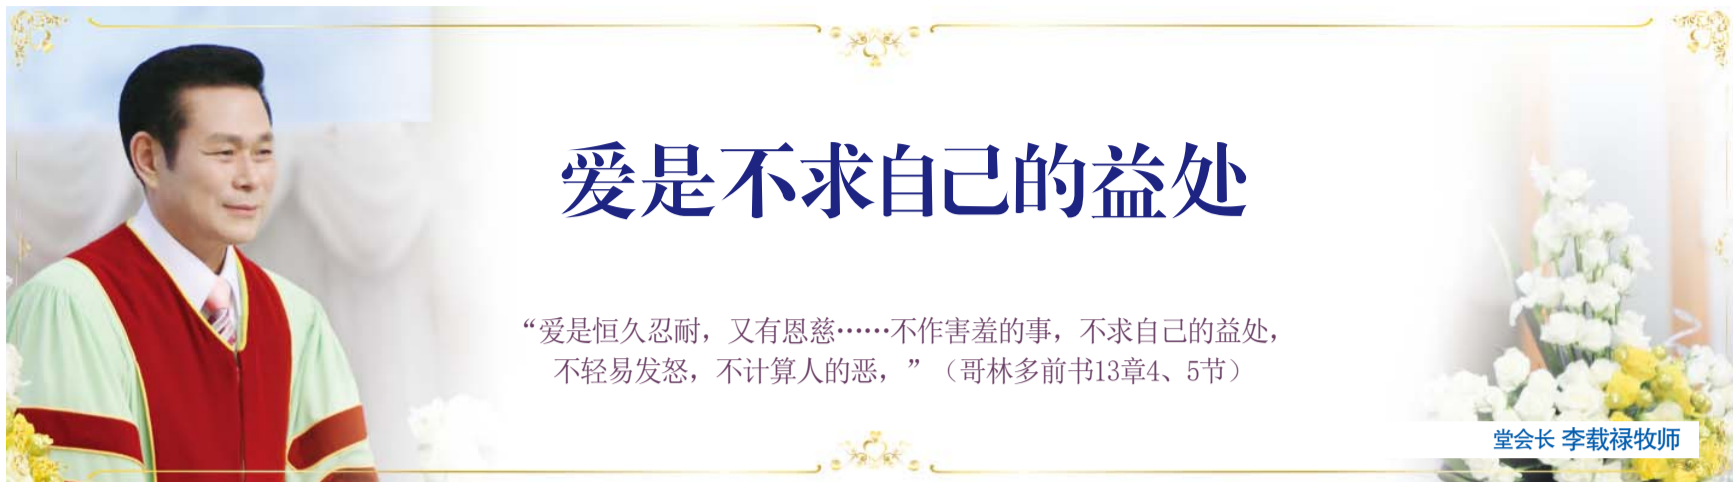 爱是不求自己的益处
“爱是恒久忍耐，又有恩慈……不作害羞的事，不求自己的益处，
不轻易发怒，不计算人的恶，”（哥林多前书13章4、5节）
堂会长 李载禄牧师